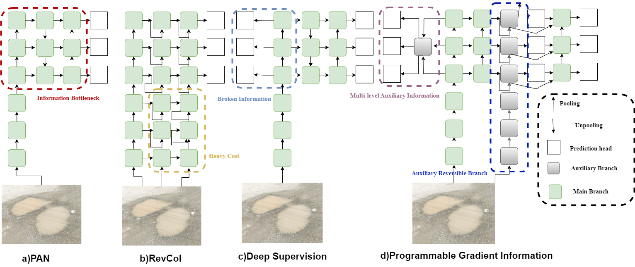 Information Bottleneck
Heavy Cost
Broken Information
Multi-level Auxiliary Information
Auxiliary Reversible Branch
Pooling
Unpooling
Prediction head
Auxiliary Branch
Main Branch
a)PAN
b)RevCol
c)Deep Supervision
d)Programmable Gradient Information